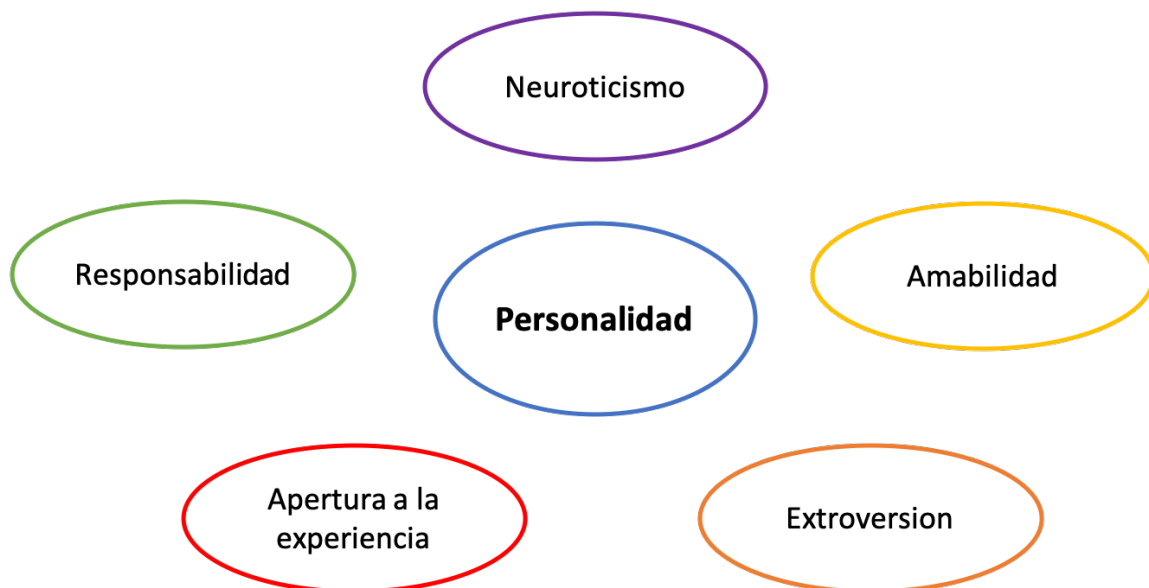 Neuroticismo
Responsabilidad
Amabilidad
Personalidad
Apertura a la
experiencia
Extroversion